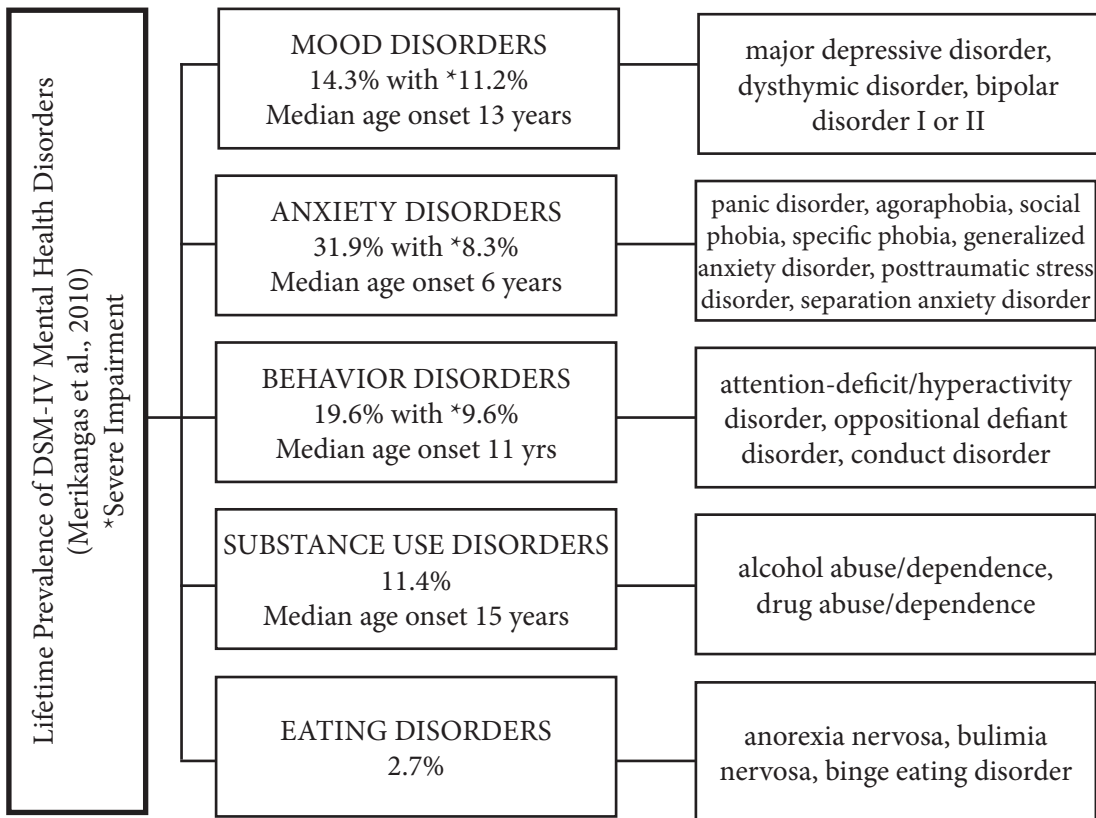 Lifetime Prevalence of DSM-IV Mental Health Disorders
(Merikangas et al., 2010)
*Severe Impairment
MOOD DISORDERS
14.3% with *11.2%
Median age onset 13 years
major depressive disorder,
dysthymic disorder, bipolar
disorder I or II
ANXIETY DISORDERS
31.9% with *8.3%
Median age onset 6 years
panic disorder, agoraphobia, social
phobia, specific phobia, generalized
anxiety disorder, posttraumatic stress
disorder, separation anxiety disorder
BEHAVIOR DISORDERS
19.6% with *9.6%
Median age onset 11 yrs
attention-deficit/hyperactivity
disorder, oppositional defiant
disorder, conduct disorder
SUBSTANCE USE DISORDERS
11.4%
Median age onset 15 years
alcohol abuse/dependence,
drug abuse/dependence
EATING DISORDERS
2.7%
anorexia nervosa, bulimia
nervosa, binge eating disorder